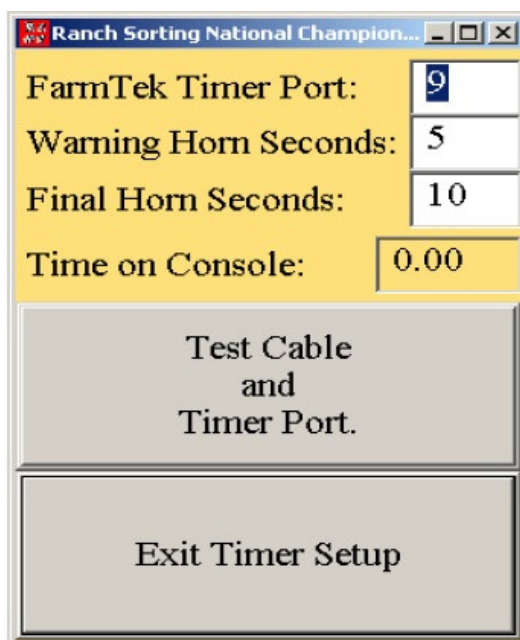 Ranch Sorting National Champion...
FarmTek Timer Port: 9
Warning Horn Seconds: 5
Final Horn Seconds: 10
Time on Console: 0.00
Test Cable
and
Timer Port.
Exit Timer Setup